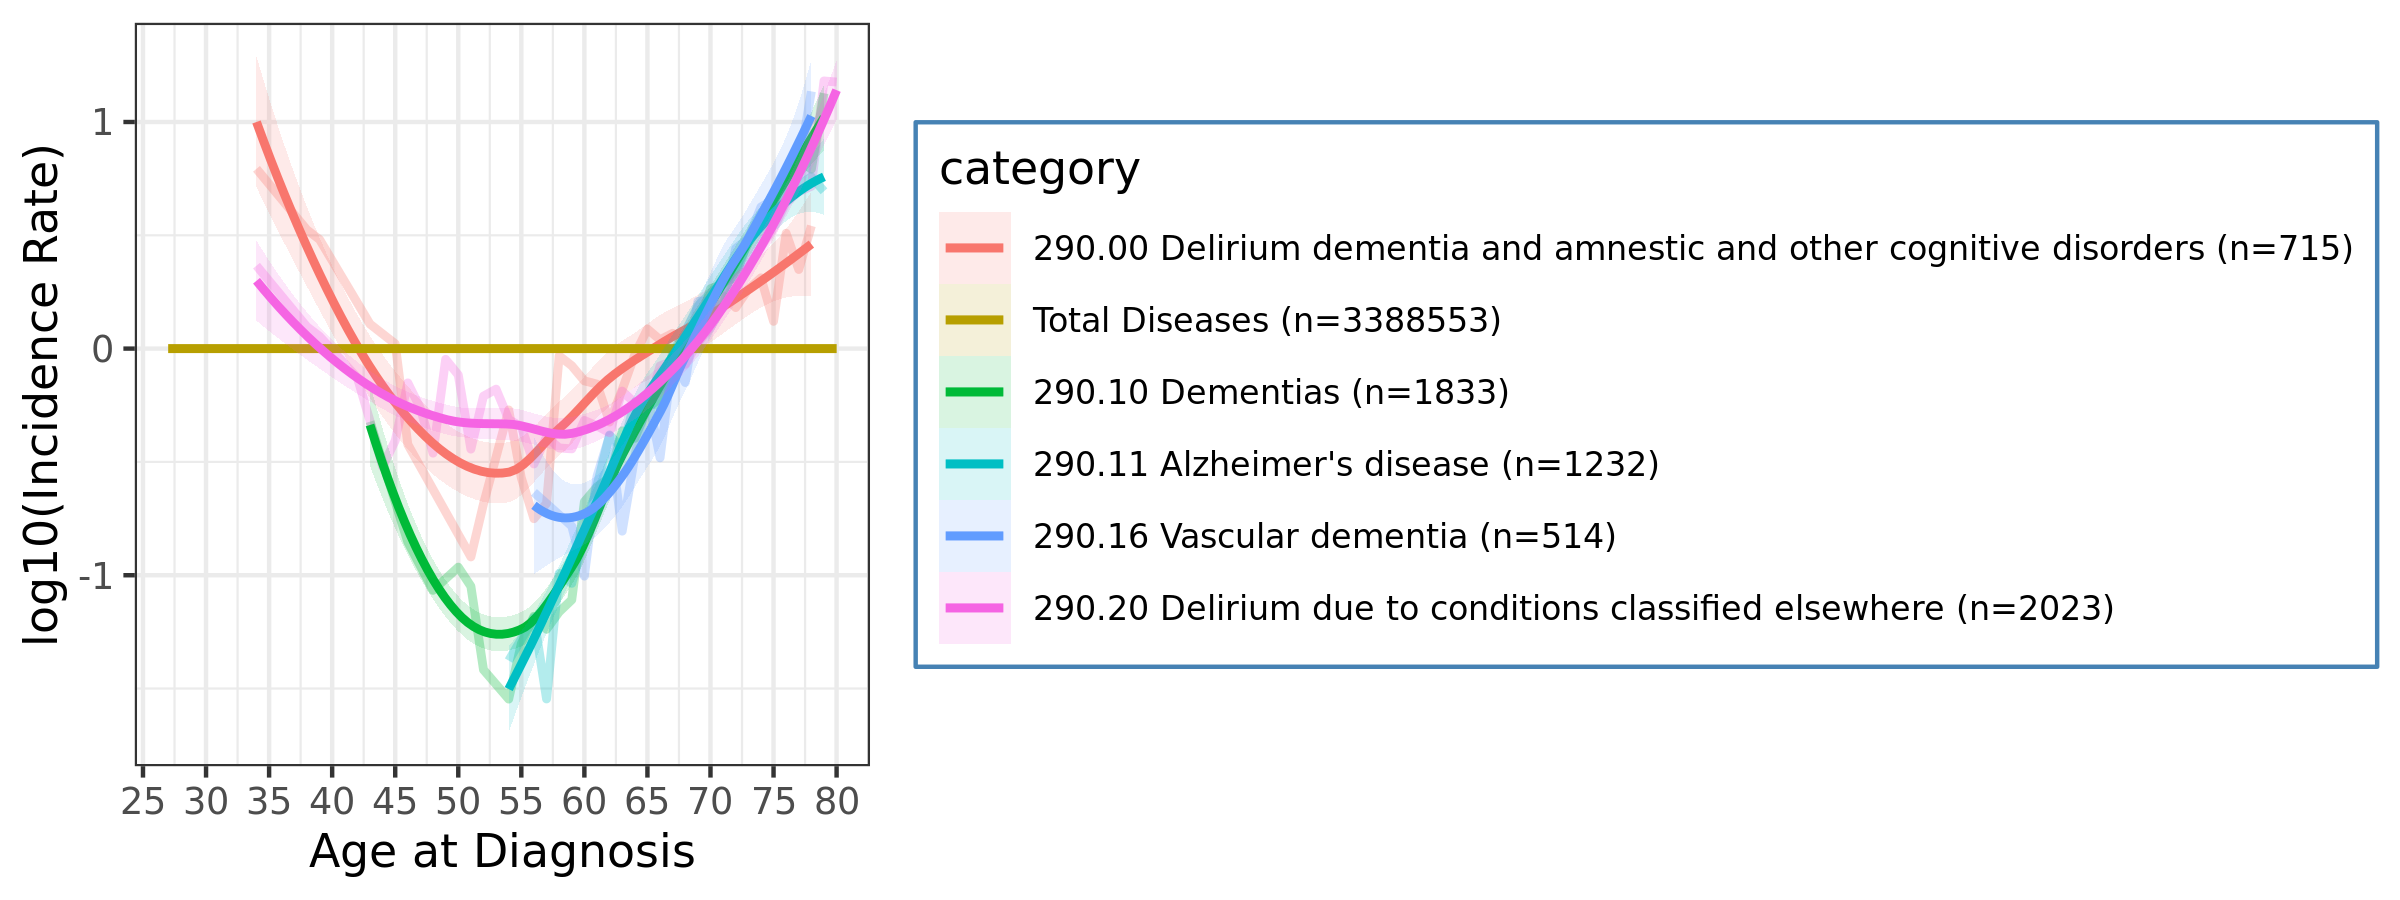 log10(Incidence Rate)
1
0
-1
25 30 35 40 45 50 55 60 65 70 75 80
Age at Diagnosis
category
290.00 Delirium dementia and amnestic and other cognitive disorders (n=715)
Total Diseases (n=3388553)
290.10 Dementias (n=1833)
290.11 Alzheimer's disease (n=1232)
290.16 Vascular dementia (n=514)
290.20 Delirium due to conditions classified elsewhere (n=2023)